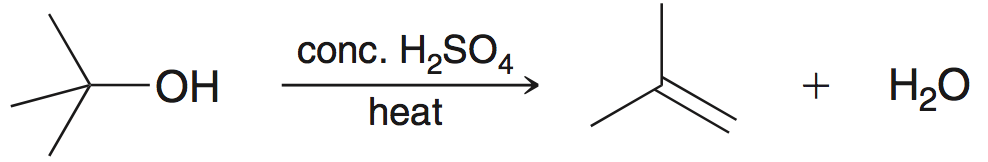 OH
conc. H₂SO₄
heat
+
H₂O